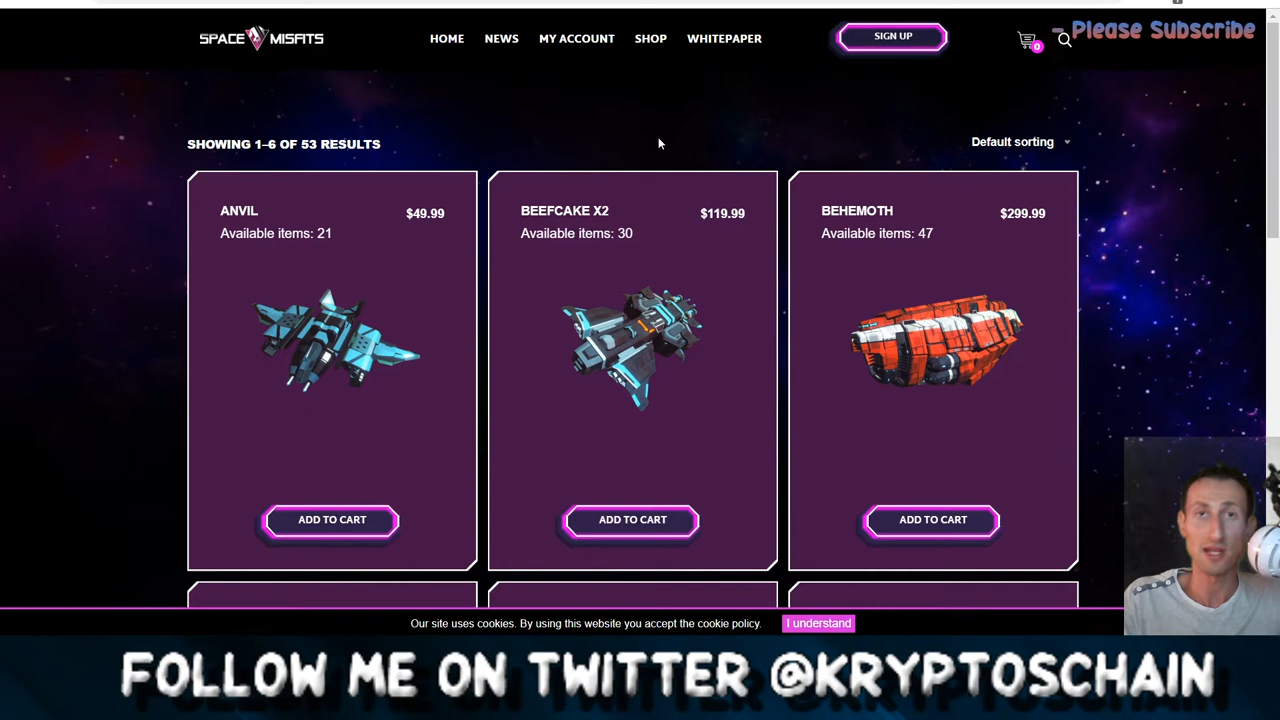 SPACE MISFITS
HOME NEWS MY ACCOUNT SHOP WHITEPAPER
SIGN UP
0
- Please Subscribe
SHOWING 1–6 OF 53 RESULTS
Default sorting
ANVIL $49.99
Available items: 21
ADD TO CART
BEEFCAKE X2 $119.99
Available items: 30
ADD TO CART
BEHEMOTH $299.99
Available items: 47
ADD TO CART
Our site uses cookies. By using this website you accept the cookie policy. I understand
FOLLOW ME ON TWITTER @KRYPTOSCHAIN